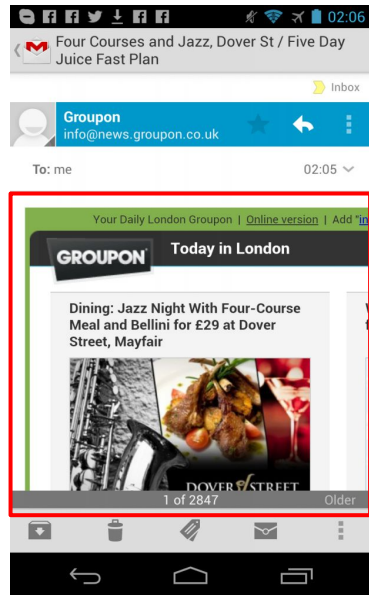 02:06
Four Courses and Jazz, Dover St / Five Day
Juice Fast Plan
Inbox
Groupon
info@news.groupon.co.uk
To: me
02:05
Your Daily London Groupon | Online version | Add "in
GROUPON
Today in London
Dining: Jazz Night With Four-Course
Meal and Bellini for £29 at Dover
Street, Mayfair
DOVER STREET
1 of 2847
Older